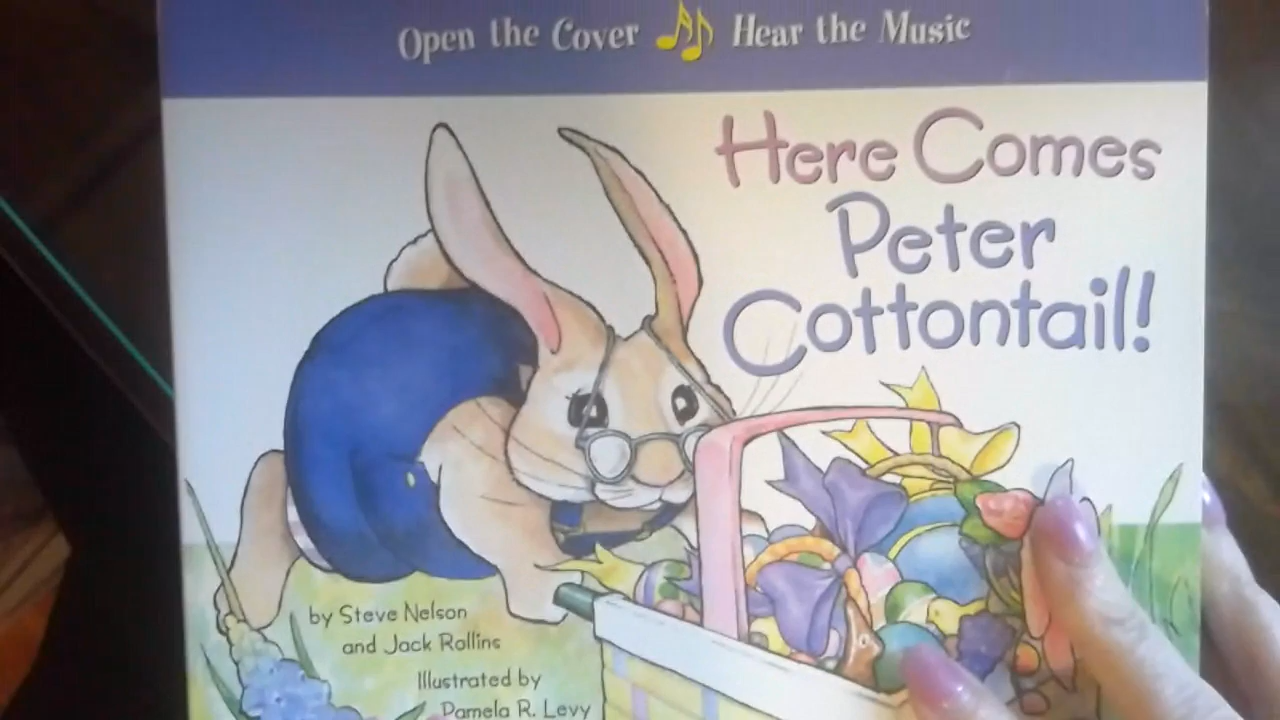 Open the Cover Hear the Music
Here Comes
Peter
Cottontail!
by Steve Nelson
and Jack Rollins
Illustrated by
Pamela R. Levy